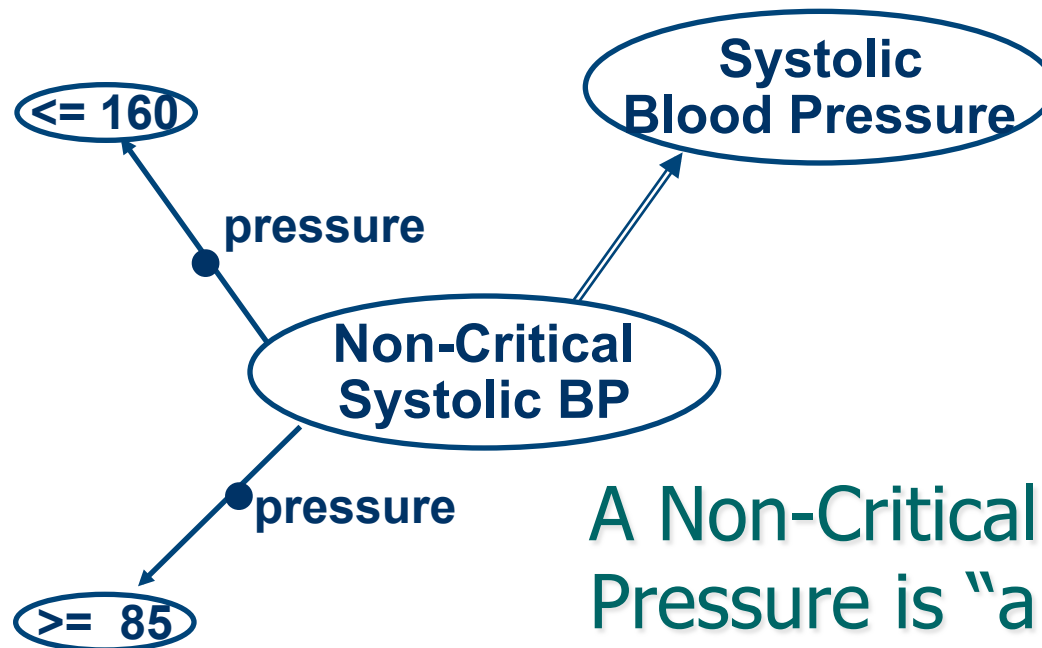 Systolic
Blood Pressure
<= 160
pressure
Non-Critical
Systolic BP
pressure
A Non-Critical
Pressure is “a
>= 85